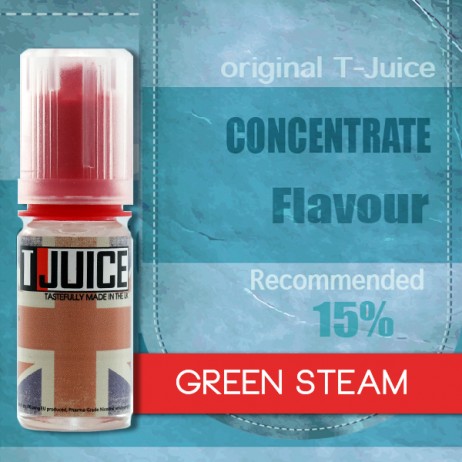 original T-Juice
CONCENTRATE
Flavour
Recommended
15%
GREEN STEAM
T JUICE
TASTEFULLY MADE IN THE UK